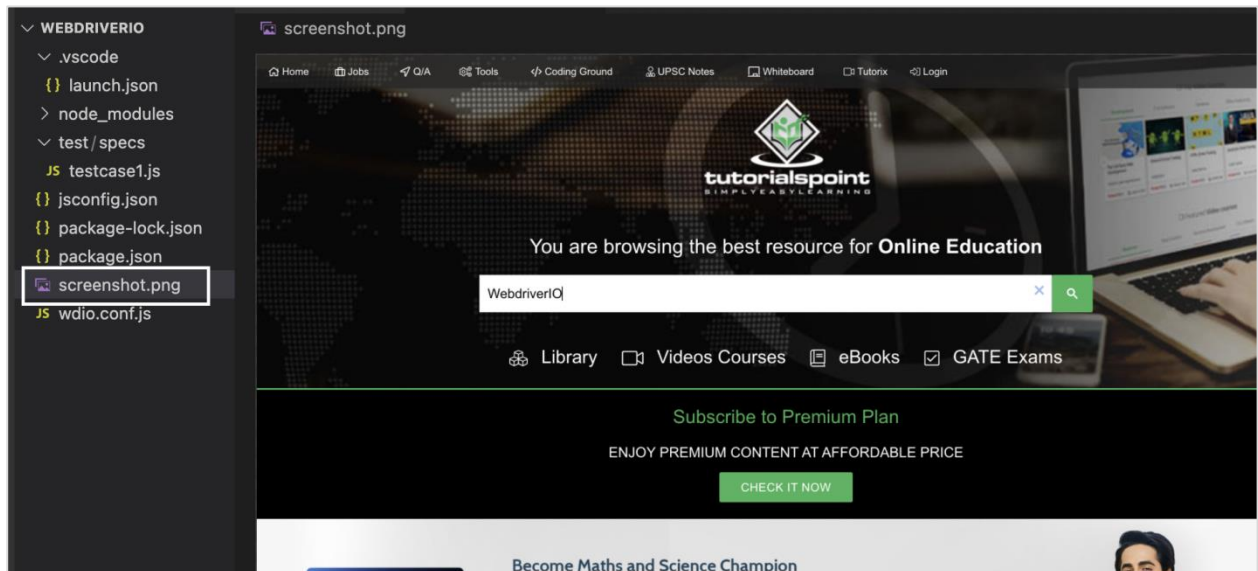 WEBDRIVERIO
.vscode
{} launch.json
node_modules
test/specs
JS testcase1.js
{} jsconfig.json
{} package-lock.json
{} package.json
screenshot.png
JS wdio.conf.js
screenshot.png
Home Jobs Q/A Tools Coding Ground UPSC Notes Whiteboard Tutorix Login
tutorialspoint
SIMPLYEASYLEARNING
You are browsing the best resource for Online Education
WebdriverIO
Library Videos Courses eBooks GATE Exams
Subscribe to Premium Plan
ENJOY PREMIUM CONTENT AT AFFORDABLE PRICE
CHECK IT NOW
Become Maths and Science Champion